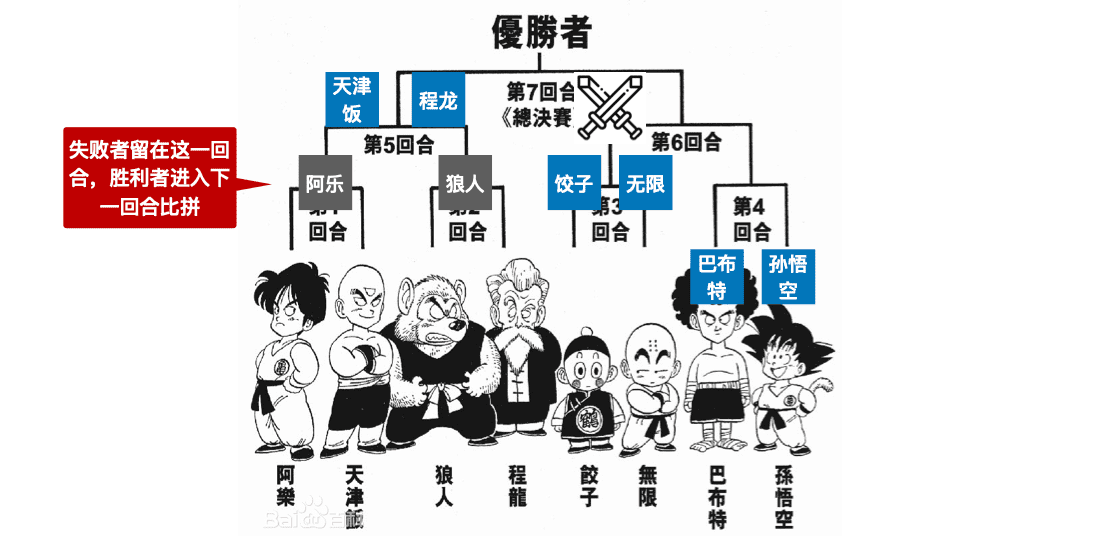 優勝者
天津
饭
程龙
第7回合
《總決賽
第5回合
第6回合
失败者留在这一回
合，胜利者进入下
一回合比拼
阿乐
狼人
饺子
无限
第1
回合
第2
回合
第3
回合
第4
回合
巴布
特
孙悟
空
阿樂
天津飯
狼人
程龍
餃子
無限
巴布特
孫悟空
Bai
百科